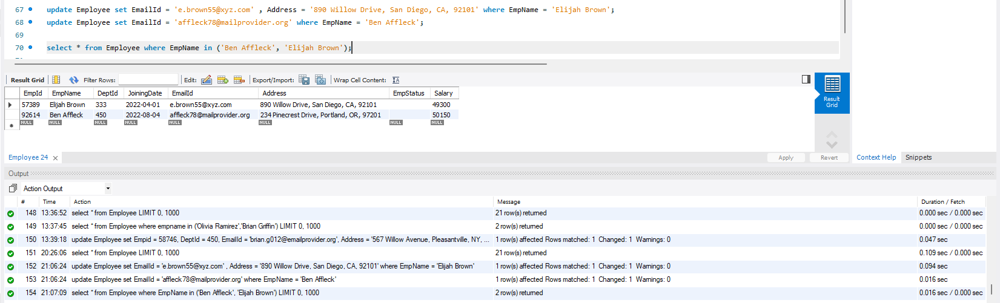 67 update Employee set EmailId = 'e.brown55@xyz.com' , Address = '890 Willow Drive, San Diego, CA, 92101' where EmpName = 'Elijah Brown';
68 update Employee set EmailId = 'affleck78@mailprovider.org' where EmpName = 'Ben Affleck';
69
70 select * from Employee where EmpName in ('Ben Affleck', 'Elijah Brown');
Result Grid Filter Rows: Edit: Export/Import: Wrap Cell Content:
EmpId EmpName DeptId JoiningDate EmailId Address EmpStatus Salary
57389 Elijah Brown 333 2022-04-01 e.brown55@xyz.com 890 Willow Drive, San Diego, CA, 92101 49300
92614 Ben Affleck 450 2022-08-04 affleck78@mailprovider.org 234 Pinecrest Drive, Portland, OR, 97201 50150
NULL NULL NULL NULL NULL NULL NULL NULL
Result
Grid
Employee 24 Apply Revert Context Help Snippets
Output
Action Output
# Time Action Message Duration / Fetch
148 13:36:52 select * from Employee LIMIT 0, 1000 21 row(s) returned 0.000 sec / 0.000 sec
149 13:37:45 select * from Employee where empname in ('Olivia Ramirez','Brian Griffin') LIMIT 0, 1000 2 row(s) returned 0.000 sec / 0.000 sec
150 13:39:18 update Employee set Empid = 58746, DeptId = 450, EmailId = 'brian.g012@emailprovider.org', Address = '567 Willow Avenue, Pleasantville, NY, ... 1 row(s) affected Rows matched: 1 Changed: 1 Warnings: 0 0.047 sec
151 20:26:06 select * from Employee LIMIT 0, 1000 21 row(s) returned 0.109 sec / 0.000 sec
152 21:06:24 update Employee set EmailId = 'e.brown55@xyz.com' , Address = '890 Willow Drive, San Diego, CA, 92101' where EmpName = 'Elijah Brown' 1 row(s) affected Rows matched: 1 Changed: 1 Warnings: 0 0.094 sec
153 21:06:24 update Employee set EmailId = 'affleck78@mailprovider.org' where EmpName = 'Ben Affleck' 1 row(s) affected Rows matched: 1 Changed: 1 Warnings: 0 0.016 sec
154 21:07:09 select * from Employee where EmpName in ('Ben Affleck', 'Elijah Brown') LIMIT 0, 1000 2 row(s) returned 0.016 sec / 0.000 sec